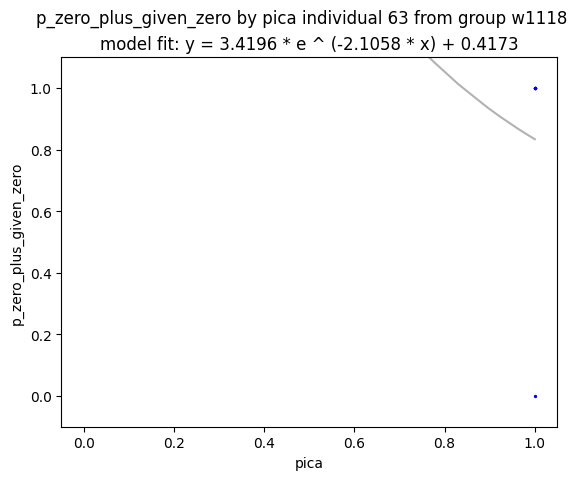 p_zero_plus_given_zero by pica individual 63 from group w1118
model fit: y = 3.4196 * e ^ (-2.1058 * x) + 0.4173
1.0
0.8
0.6
0.4
0.2
0.0
p_zero_plus_given_zero
0.0 0.2 0.4 0.6 0.8 1.0
pica